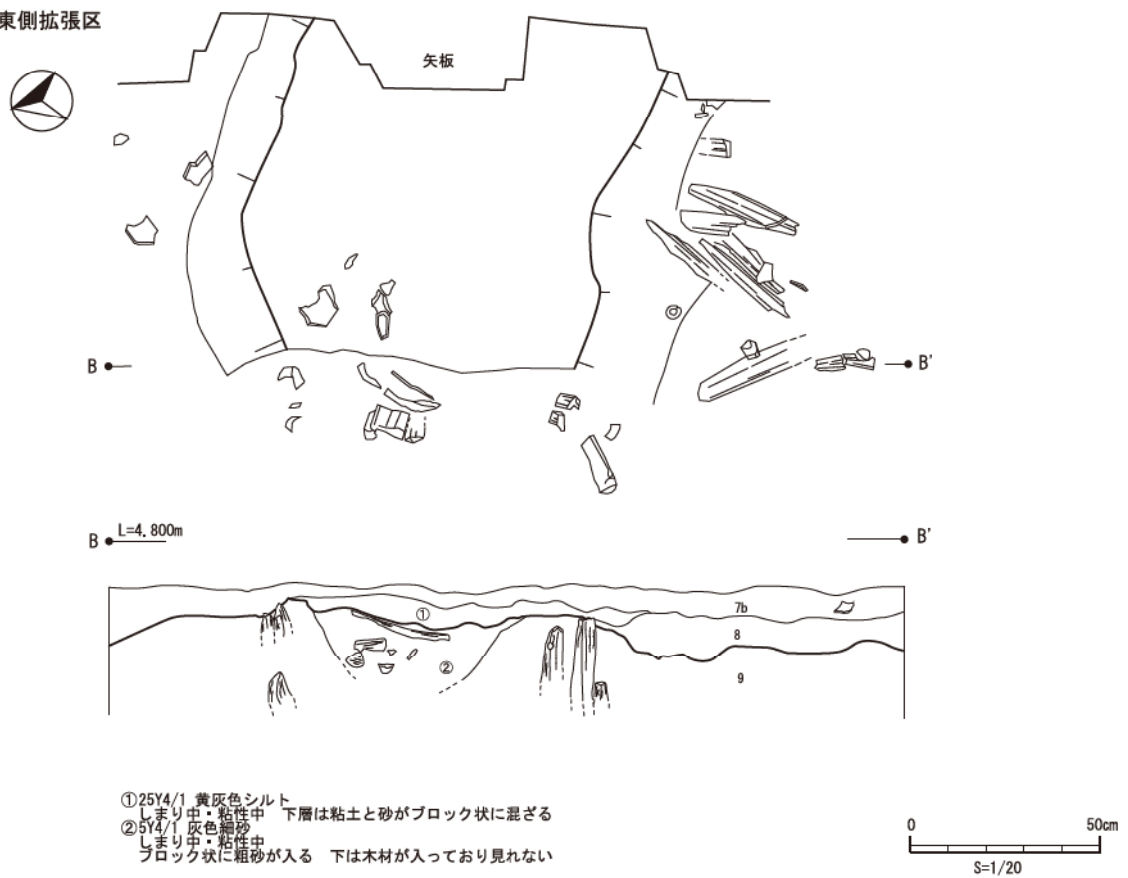 東側拡張区
矢板
B
B'
B
L=4.800m
B'
①
7b
8
②
9
①25Y4/1 黄灰色シルト
しまり中・粘性中 下層は粘土と砂がブロック状に混ざる
②5Y4/1 灰色細砂
しまり中・粘性中
ブロック状に粗砂が入る 下は木材が入っており見れない
0
50cm
S=1/20